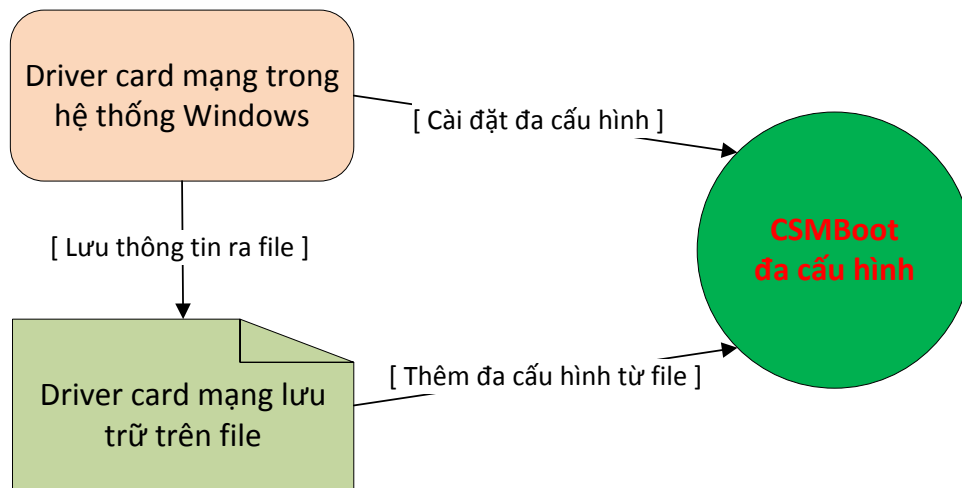 Driver card mạng trong
hệ thống Windows
[ Cài đặt đa cấu hình ]
CSMBoot
đa cấu hình
[ Lưu thông tin ra file ]
[ Thêm đa cấu hình từ file ]
Driver card mạng lưu
trữ trên file